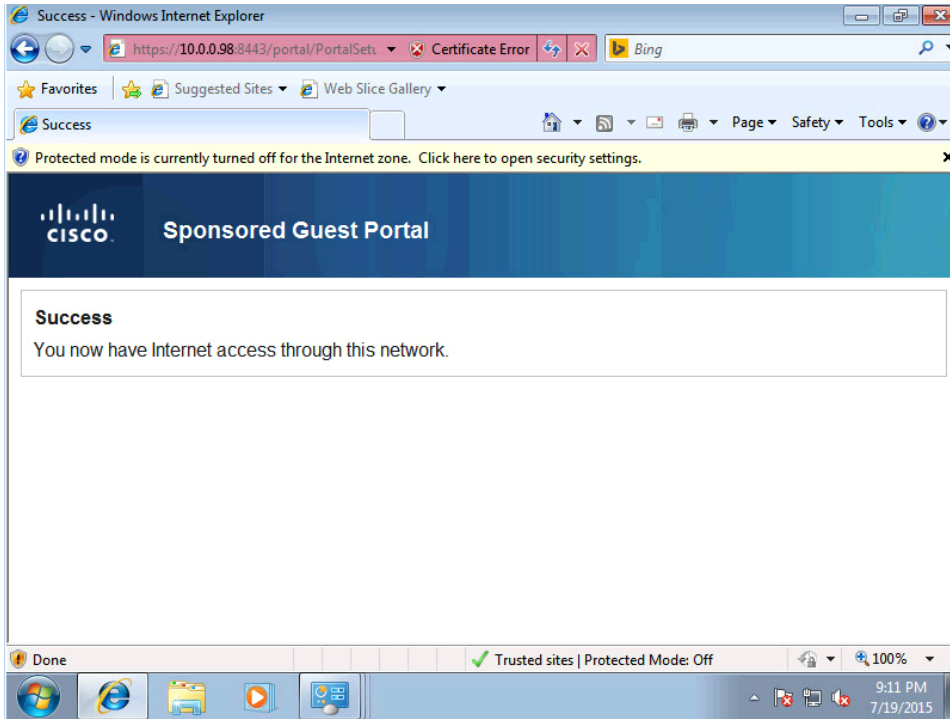 Success - Windows Internet Explorer
https://10.0.0.98:8443/portal/PortalSetu Certificate Error Bing
Favorites Suggested Sites Web Slice Gallery
Success Page Safety Tools
Protected mode is currently turned off for the Internet zone. Click here to open security settings.
CISCO. Sponsored Guest Portal
Success
You now have Internet access through this network.
Done Trusted sites | Protected Mode: Off 100%
9:11 PM
7/19/2015